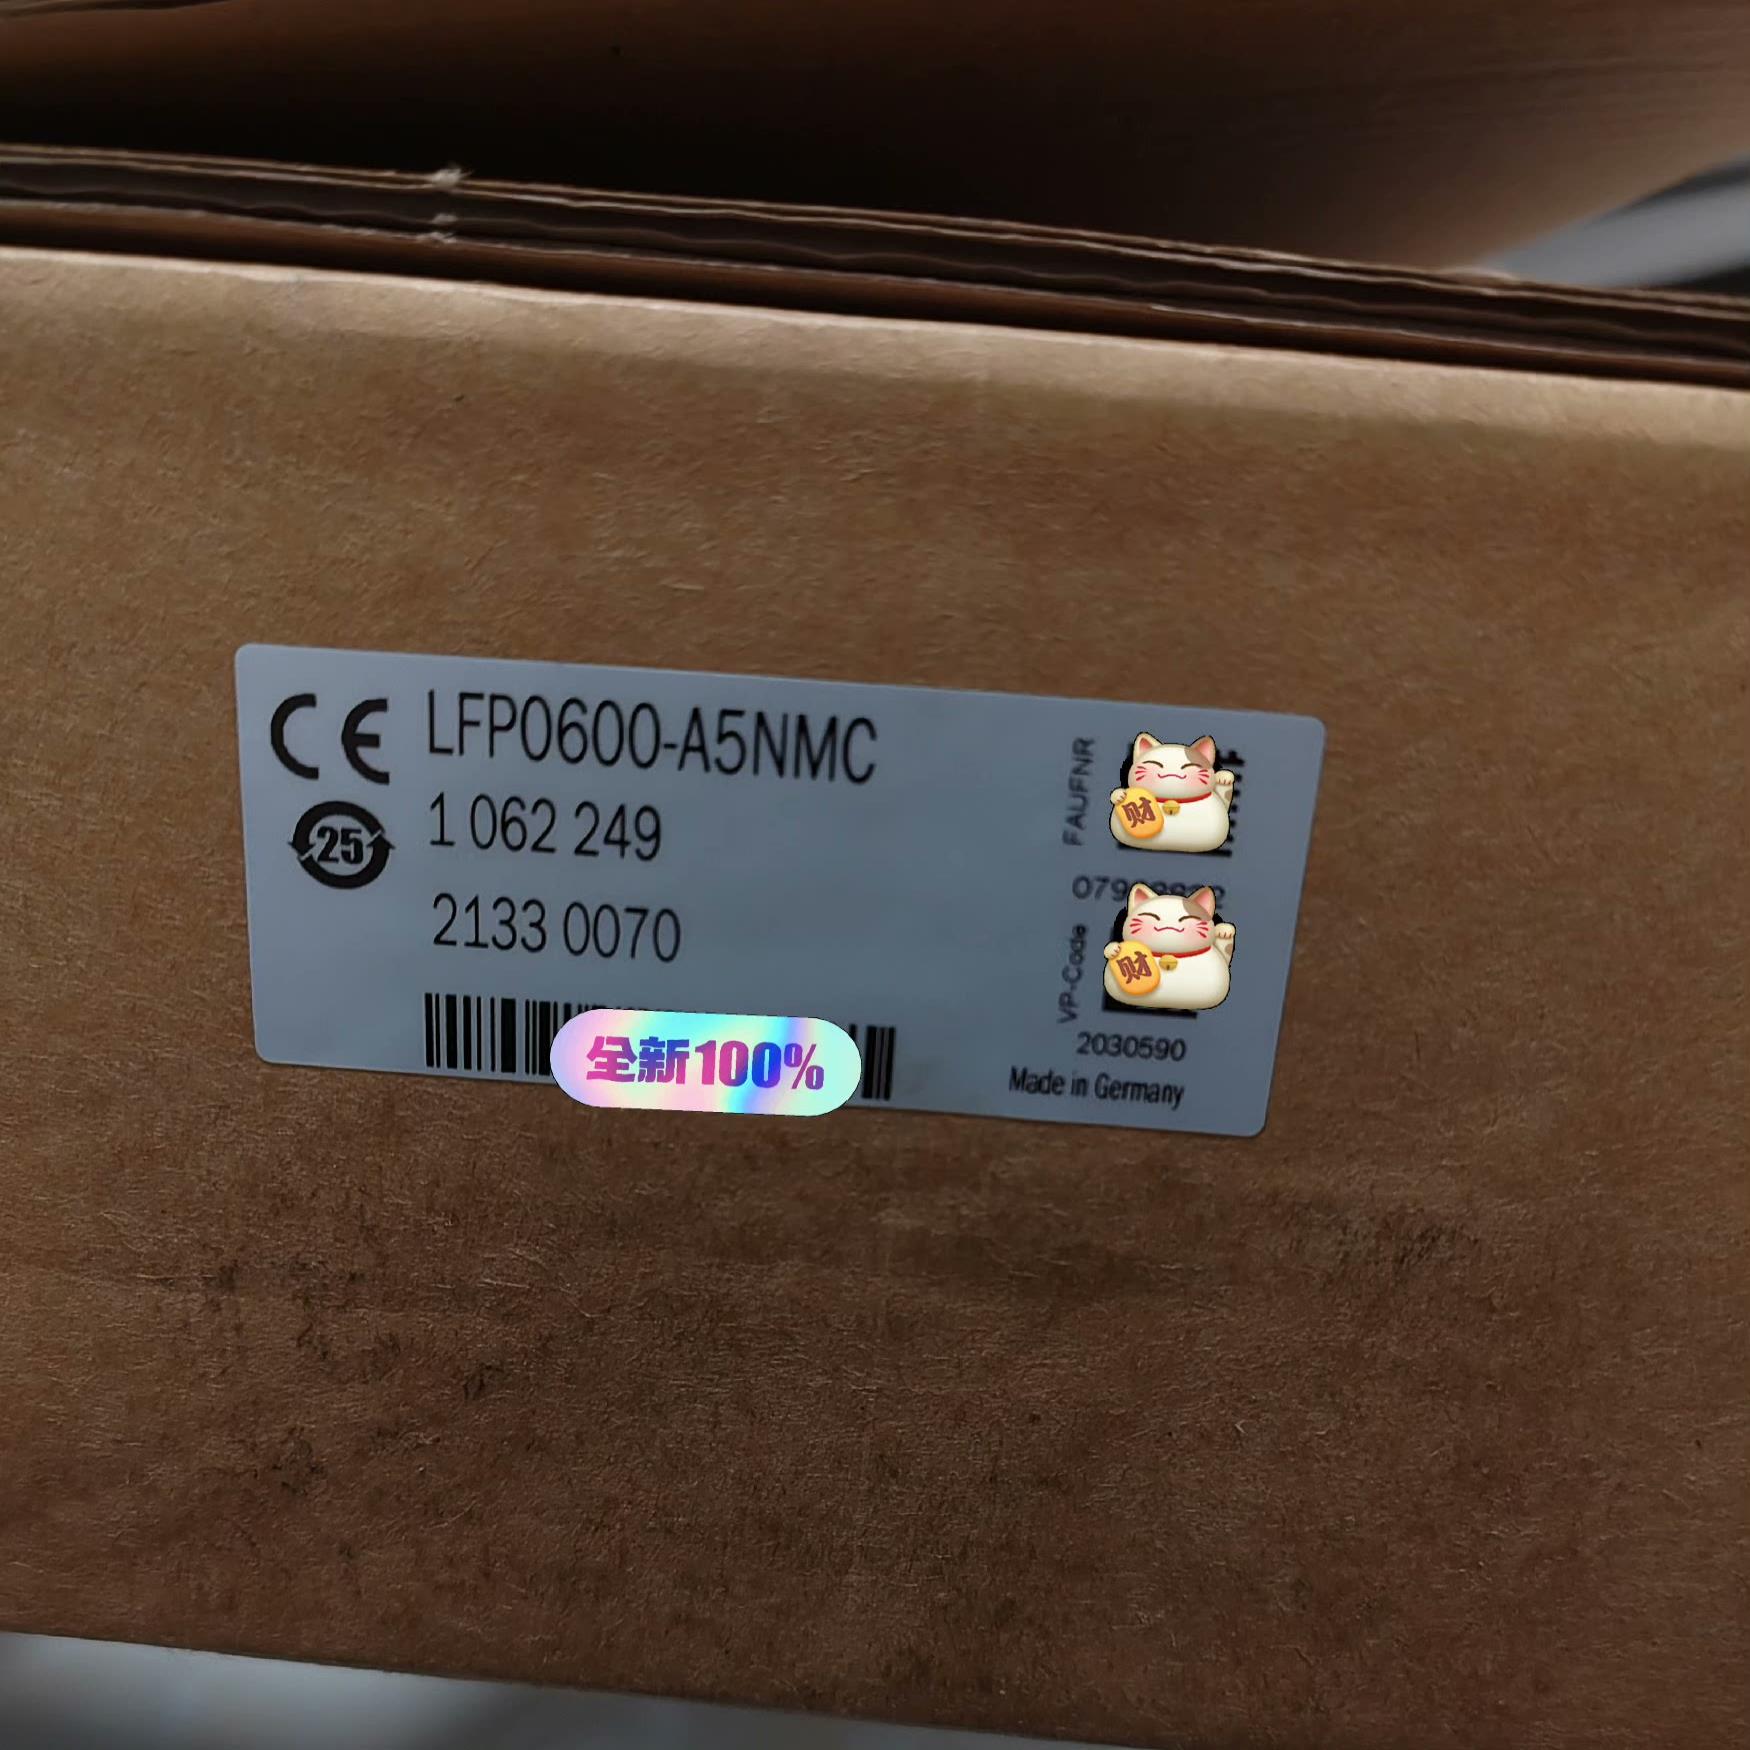 CE
LFP0600-A5NMC
25
1 062 249
2133 0070
全新100%
FAUFNR
VP-Code
2030590
Made in Germany
财
财